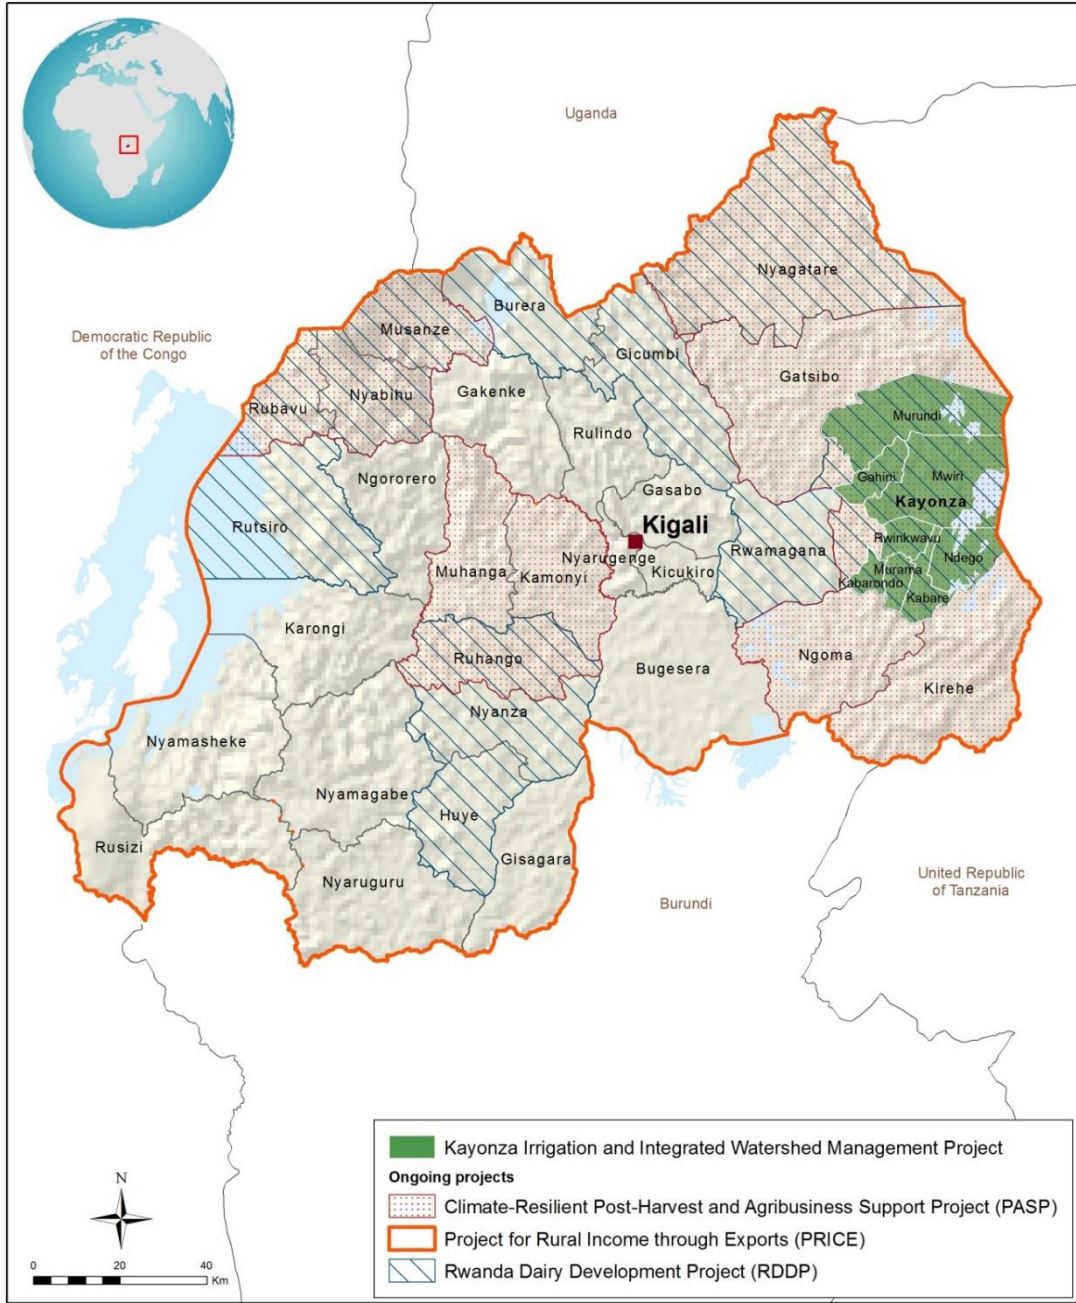 Uganda
Democratic Republic
of the Congo
Nyagatare
Burera
Musanze
Gicumbi
Gatsibo
Gakenke
Nyabihu
Rubavu
Murundi
Rulindo
Ngororero
Gahini
Mwiri
Gasabo
Kayonza
Kigali
Rutsiro
Rwinkwavu
Nyarugenge
Rwamagana
Ndego
Muhanga
Kamonyi
Kicukiro
Murama
Kabarondo
Kabare
Karongi
Ruhango
Ngoma
Bugesera
Kirehe
Nyanza
Nyamasheke
Nyamagabe
Huye
Rusizi
Gisagara
Nyaruguru
United Republic
of Tanzania
Burundi
Kayonza Irrigation and Integrated Watershed Management Project
Ongoing projects
Climate-Resilient Post-Harvest and Agribusiness Support Project (PASP)
Project for Rural Income through Exports (PRICE)
Rwanda Dairy Development Project (RDDP)
N
0 20 40
Km